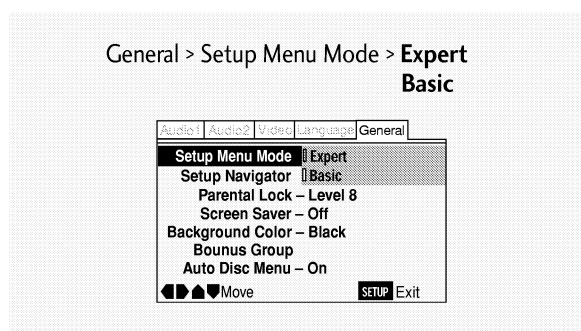 General > Setup Menu Mode > Expert
Basic
Audio1 Audio2 Video Language General
Setup Menu Mode Expert
Setup Navigator Basic
Parental Lock – Level 8
Screen Saver – Off
Background Color – Black
Bounus Group
Auto Disc Menu – On
Move SETUP Exit